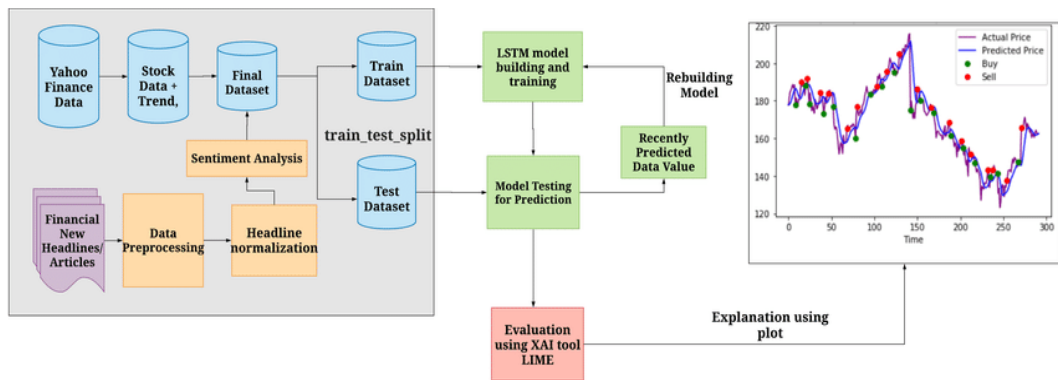 Yahoo
Finance
Data
Stock
Data +
Trend,
Final
Dataset
Train
Dataset
train_test_split
Sentiment Analysis
Test
Dataset
Financial
New
Headlines/
Articles
Data
Preprocessing
Headline
normalization
LSTM model
building and
training
Rebuilding
Model
Recently
Predicted
Data Value
Model Testing
for Prediction
Evaluation
using XAI tool
LIME
Explanation using
plot
220
200
180
160
140
120
0
50
100
150
200
250
300
Time
Actual Price
Predicted Price
Buy
Sell